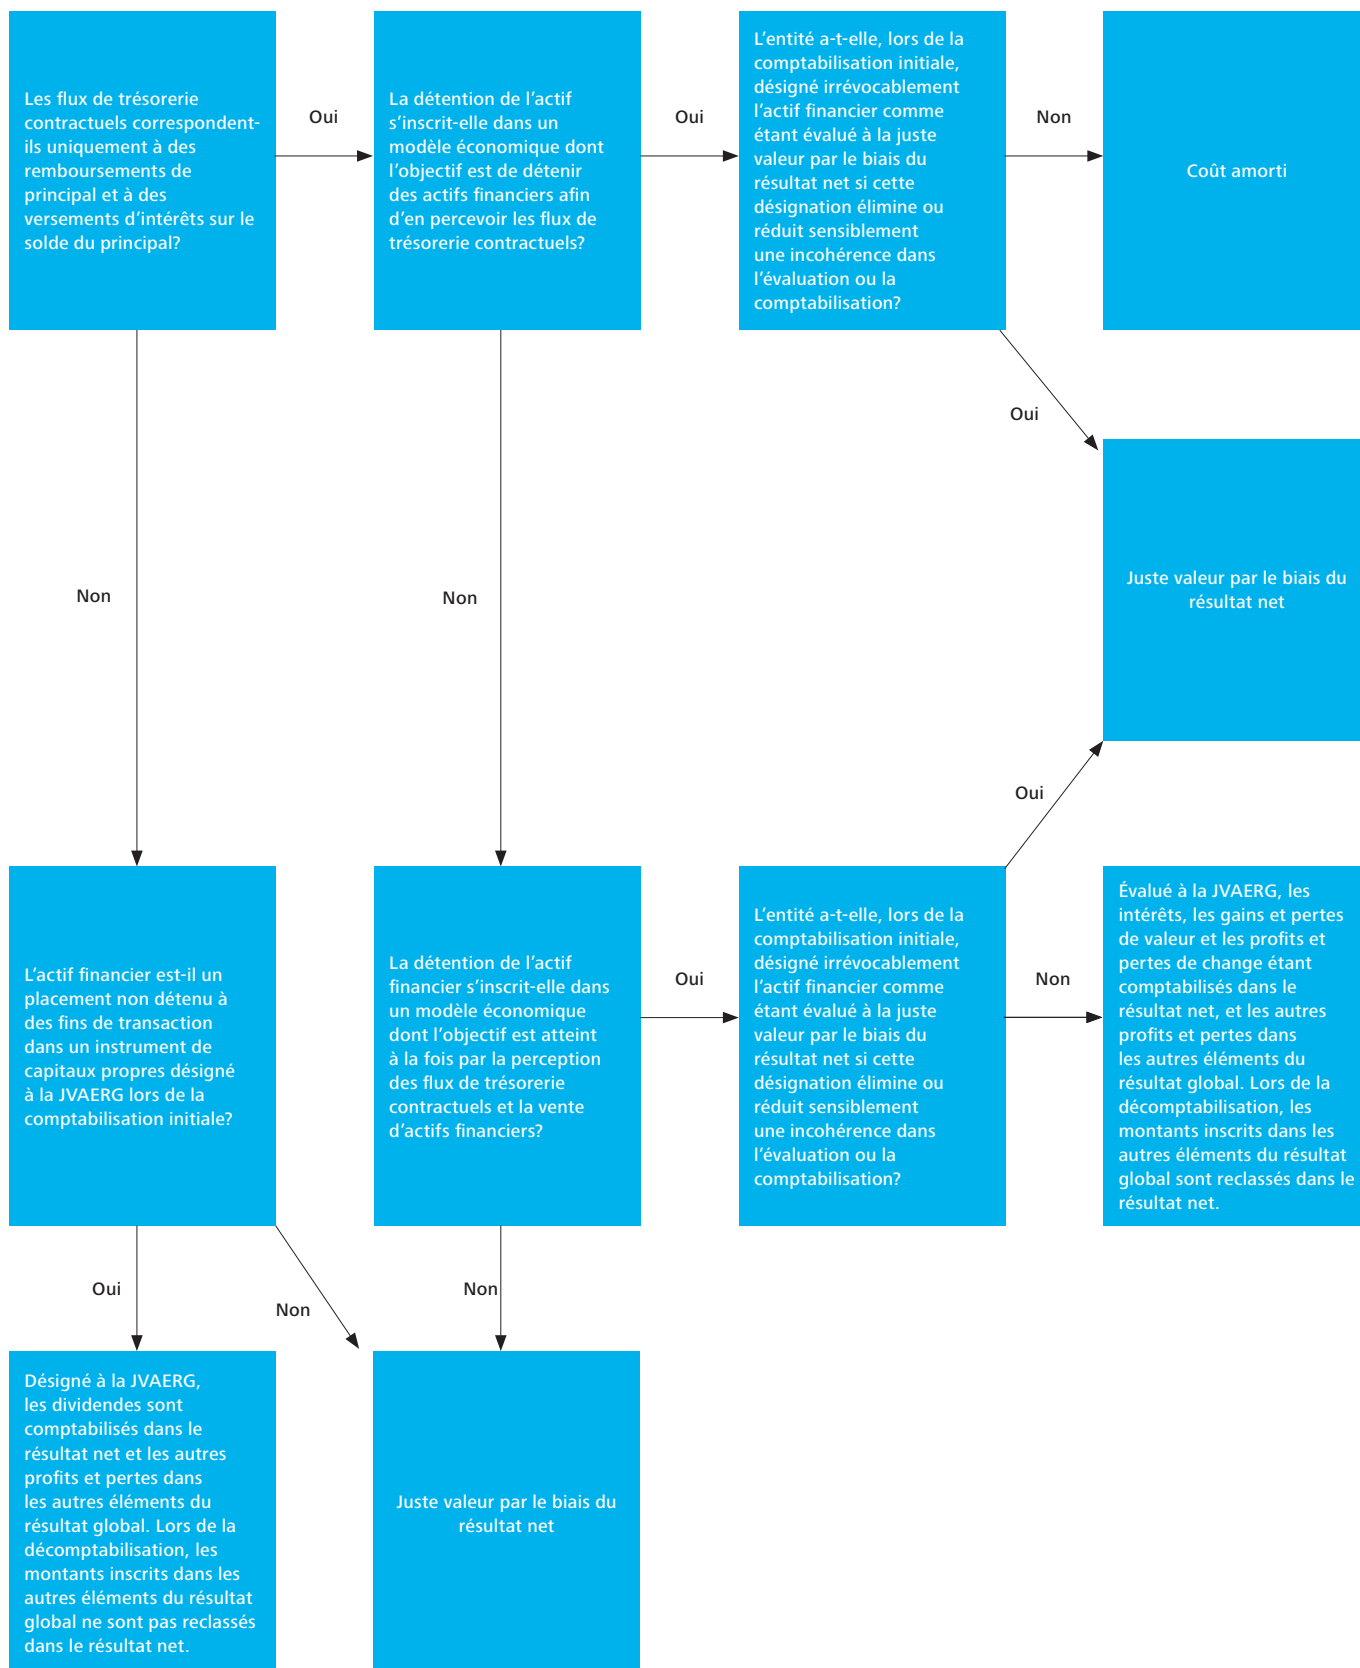 Les flux de trésorerie
contractuels correspondent-
ils uniquement à des
remboursements de
principal et à des
versements d’intérêts sur le
solde du principal?
Oui
La détention de l’actif
s’inscrit-elle dans un
modèle économique dont
l’objectif est de détenir
des actifs financiers afin
d’en percevoir les flux de
trésorerie contractuels?
Oui
L’entité a-t-elle, lors de la
comptabilisation initiale,
désigné irrévocablement
l’actif financier comme
étant évalué à la juste
valeur par le biais du
résultat net si cette
désignation élimine ou
réduit sensiblement
une incohérence dans
l’évaluation ou la
comptabilisation?
Non
Coût amorti
Oui
Juste valeur par le biais du
résultat net
Non
Non
Oui
L’actif financier est-il un
placement non détenu à
des fins de transaction
dans un instrument de
capitaux propres désigné
à la JVAERG lors de la
comptabilisation initiale?
La détention de l’actif
financier s’inscrit-elle dans
un modèle économique
dont l’objectif est atteint
à la fois par la perception
des flux de trésorerie
contractuels et la vente
d’actifs financiers?
Oui
L’entité a-t-elle, lors de la
comptabilisation initiale,
désigné irrévocablement
l’actif financier comme
étant évalué à la juste
valeur par le biais du
résultat net si cette
désignation élimine ou
réduit sensiblement
une incohérence dans
l’évaluation ou la
comptabilisation?
Non
Évalué à la JVAERG, les
intérêts, les gains et pertes
de valeur et les profits et
pertes de change étant
comptabilisés dans le
résultat net, et les autres
profits et pertes dans
les autres éléments du
résultat global. Lors de la
décomptabilisation, les
montants inscrits dans les
autres éléments du résultat
global sont reclassés dans le
résultat net.
Oui
Non
Non
Désigné à la JVAERG,
les dividendes sont
comptabilisés dans le
résultat net et les autres
profits et pertes dans
les autres éléments du
résultat global. Lors de la
décomptabilisation, les
montants inscrits dans les
autres éléments du résultat
global ne sont pas reclassés
dans le résultat net.
Juste valeur par le biais du
résultat net